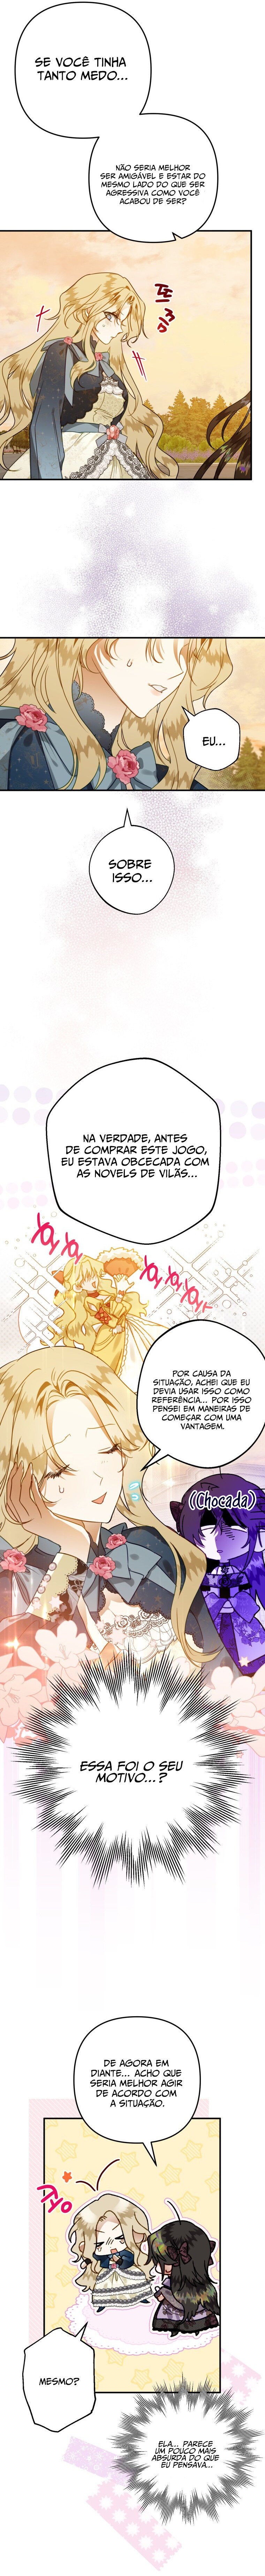 SE VOCÊ TINHA
TANTO MEDO...
NÃO SERIA MELHOR
SER AMIGÁVEL E ESTAR DO
MESMO LADO DO QUE SER
AGRESSIVA COMO VOCÊ
ACABOU DE SER?
EU...
SOBRE
ISSO...
NA VERDADE, ANTES
DE COMPRAR ESTE JOGO,
EU ESTAVA OBCECADA COM
AS NOVELS DE VILÃS...
POR CAUSA DA
SITUAÇÃO, ACHEI QUE EU
DEVIA USAR ISSO COMO
REFERÊNCIA... POR ISSO
PENSEI EM MANEIRAS DE
COMEÇAR COM UMA
VANTAGEM.
(CHOCADA)
ESSA FOI O SEU
MOTIVO...?
DE AGORA EM
DIANTE... ACHO QUE
SERIA MELHOR AGIR
DE ACORDO COM
A SITUAÇÃO.
MESMO?
ELA... PARECE
UM POUCO MAIS
ABSURDA DO QUE
EU PENSAVA...